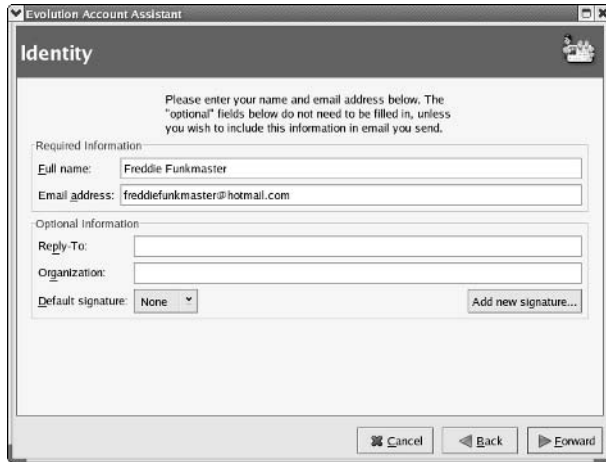 Evolution Account Assistant
Identity
Please enter your name and email address below. The
"optional" fields below do not need to be filled in, unless
you wish to include this information in email you send.
Required Information
Full name: Freddie Funkmaster
Email address: freddiefunkmaster@hotmail.com
Optional Information
Reply-To:
Organization:
Default signature: None Add new signature...
Cancel Back Forward